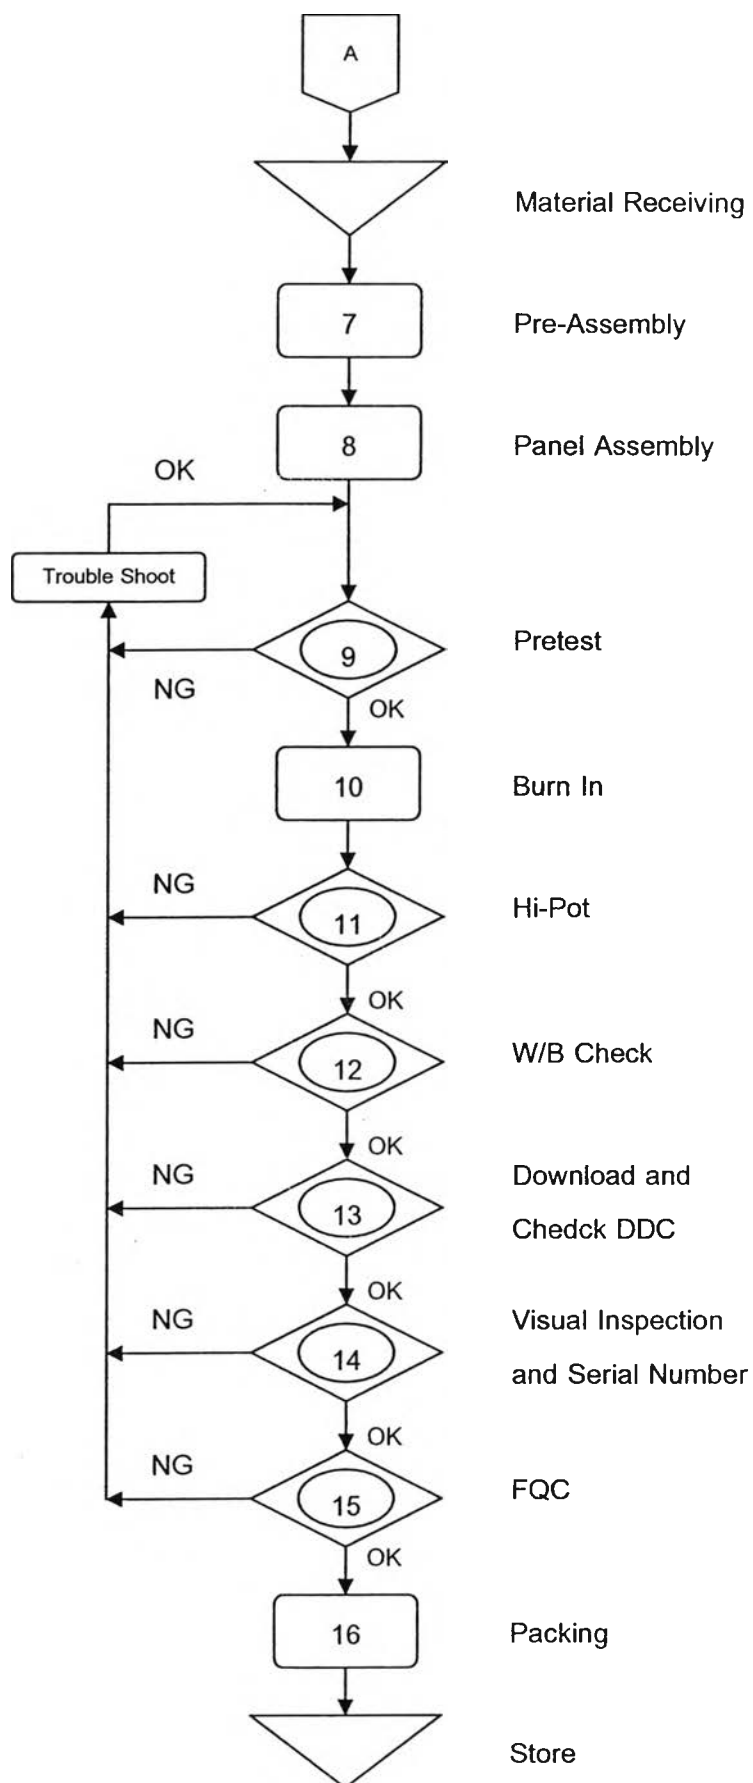 A
Material Receiving
7
Pre-Assembly
8
Panel Assembly
OK
Trouble Shoot
9
Pretest
NG
OK
10
Burn In
NG
11
Hi-Pot
OK
NG
12
W/B Check
OK
NG
13
Download and
Chedck DDC
OK
NG
14
Visual Inspection
and Serial Number
OK
NG
15
FQC
OK
16
Packing
Store